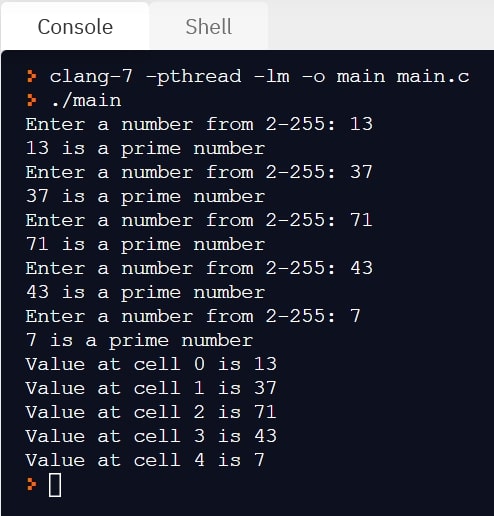 Console Shell
> clang-7 -pthread -lm -o main main.c
> ./main
Enter a number from 2-255: 13
13 is a prime number
Enter a number from 2-255: 37
37 is a prime number
Enter a number from 2-255: 71
71 is a prime number
Enter a number from 2-255: 43
43 is a prime number
Enter a number from 2-255: 7
7 is a prime number
Value at cell 0 is 13
Value at cell 1 is 37
Value at cell 2 is 71
Value at cell 3 is 43
Value at cell 4 is 7
>